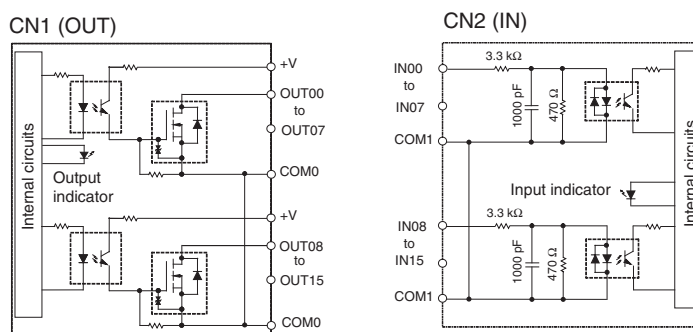 CN1 (OUT)
+V
OUT00
to
OUT07
COM0
Internal circuits
Output
indicator
+V
OUT08
to
OUT15
COM0
CN2 (IN)
IN00
to
IN07
COM1
3.3 kΩ
1000 pF
470 Ω
Input indicator
Internal circuits
IN08
to
IN15
COM1
3.3 kΩ
1000 pF
470 Ω